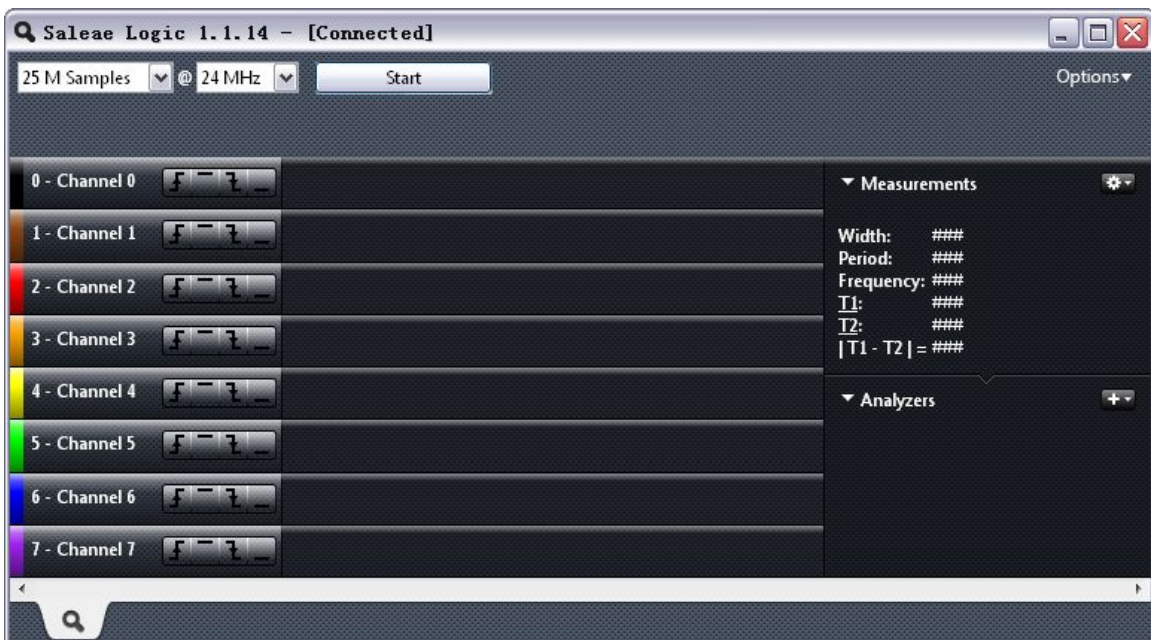 Saleae Logic 1.1.14 - [Connected]
25 M Samples @ 24 MHz Start Options
0 - Channel 0
1 - Channel 1
2 - Channel 2
3 - Channel 3
4 - Channel 4
5 - Channel 5
6 - Channel 6
7 - Channel 7
Measurements
Width: ###
Period: ###
Frequency: ###
T1: ###
T2: ###
| T1 - T2 | = ###
Analyzers